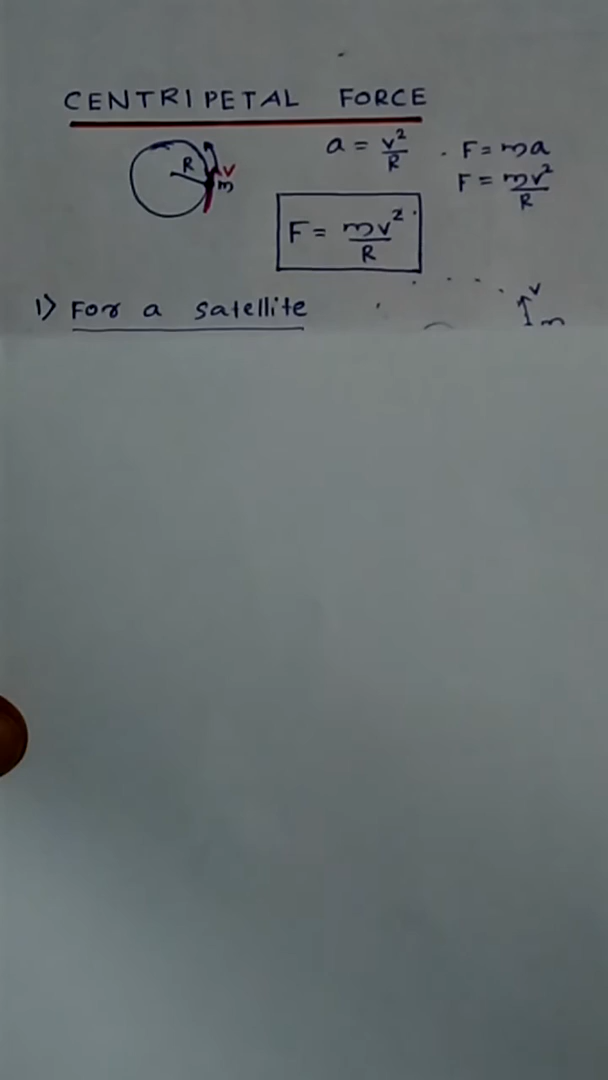 CENTRIPETAL FORCE
R v m
a = v²/R . F = ma
F = mv²/R
F = mv²/R
1) For a satellite
v m